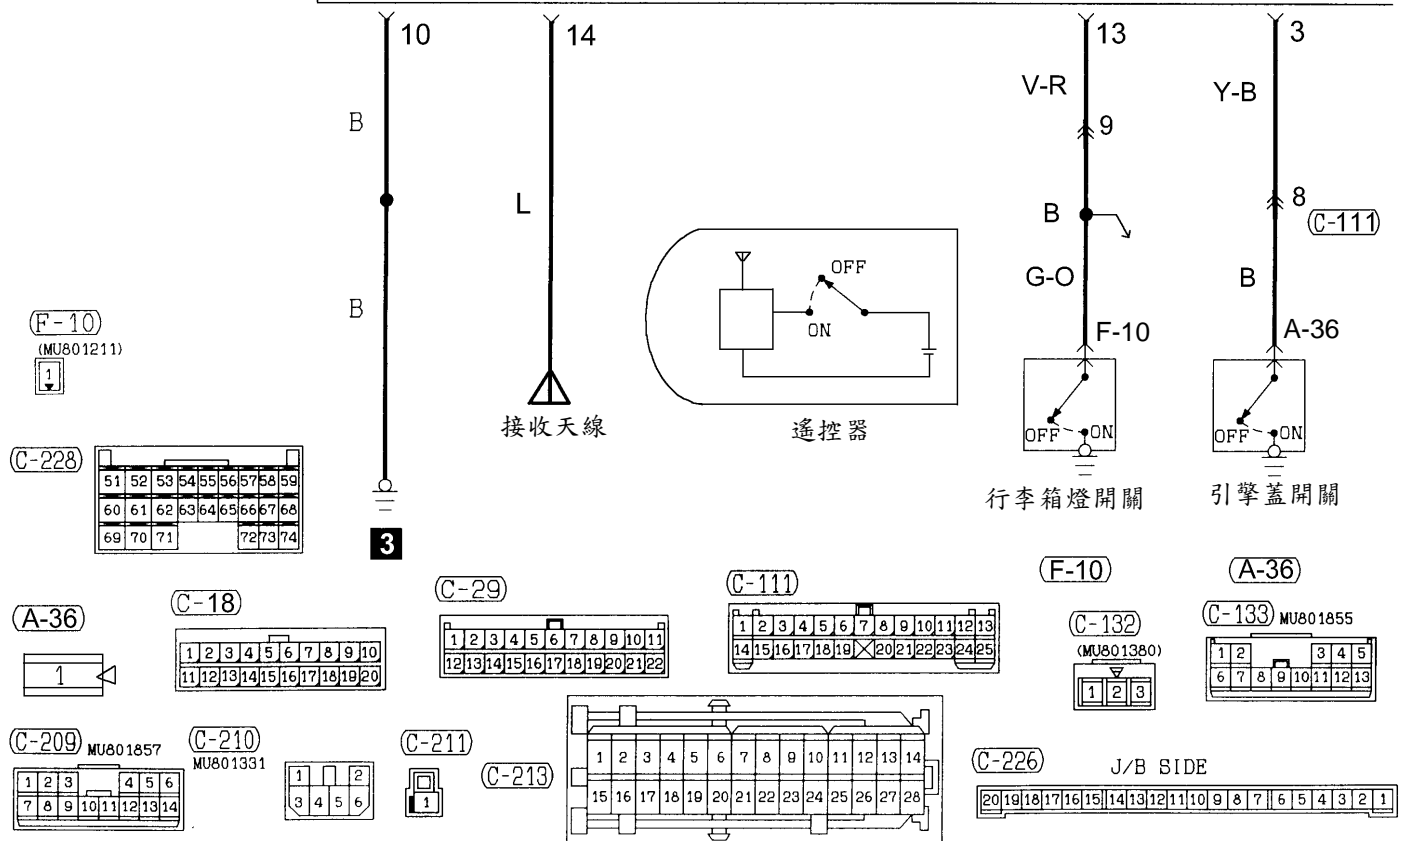 10
14
13
3
V-R
Y-B
B
9
8
C-111
L
B
OFF
ON
G-O
B
B
F-10
(MU801211)
1
F-10
A-36
接收天線
遙控器
OFF
ON
OFF
ON
行李箱燈開關
引擎蓋開關
C-228
51 52 53 54 55 56 57 58 59
60 61 62 63 64 65 66 67 68
69 70 71 72 73 74
3
A-36
1
C-18
1 2 3 4 5 6 7 8 9 10
11 12 13 14 15 16 17 18 19 20
C-29
1 2 3 4 5 6 7 8 9 10 11
12 13 14 15 16 17 18 19 20 21 22
C-111
1 2 3 4 5 6 7 8 9 10 11 12 13
14 15 16 17 18 19 20 21 22 23 24 25
F-10
C-132
(MU801380)
1 2 3
A-36
C-133 MU801855
1 2 3 4 5
6 7 8 9 10 11 12 13
C-209 MU801857
1 2 3 4 5 6
7 8 9 10 11 12 13 14
C-210
MU801331
1 2
3 4 5 6
C-211
1
C-213
1 2 3 4 5 6 7 8 9 10 11 12 13 14
15 16 17 18 19 20 21 22 23 24 25 26 27 28
C-226
J/B SIDE
20 19 18 17 16 15 14 13 12 11 10 9 8 7 6 5 4 3 2 1